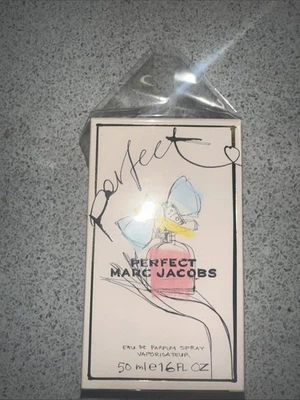 perfect
PERFECT
MARC JACOBS
EAU DE PARFUM SPRAY
VAPORISATEUR
50 ml e 1.6 FL OZ